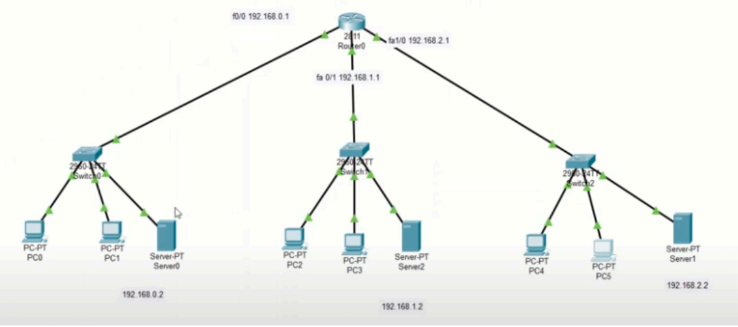 f0/0 192.168.0.1
2811
Router0
fa1/0 192.168.2.1
fa 0/1 192.168.1.1
2960-24TT
Switch0
2960-24TT
Switch1
2960-24TT
Switch2
PC-PT
PC0
PC-PT
PC1
Server-PT
Server0
PC-PT
PC2
PC-PT
PC3
Server-PT
Server2
PC-PT
PC4
PC-PT
PC5
Server-PT
Server1
192.168.0.2
192.168.1.2
192.168.2.2